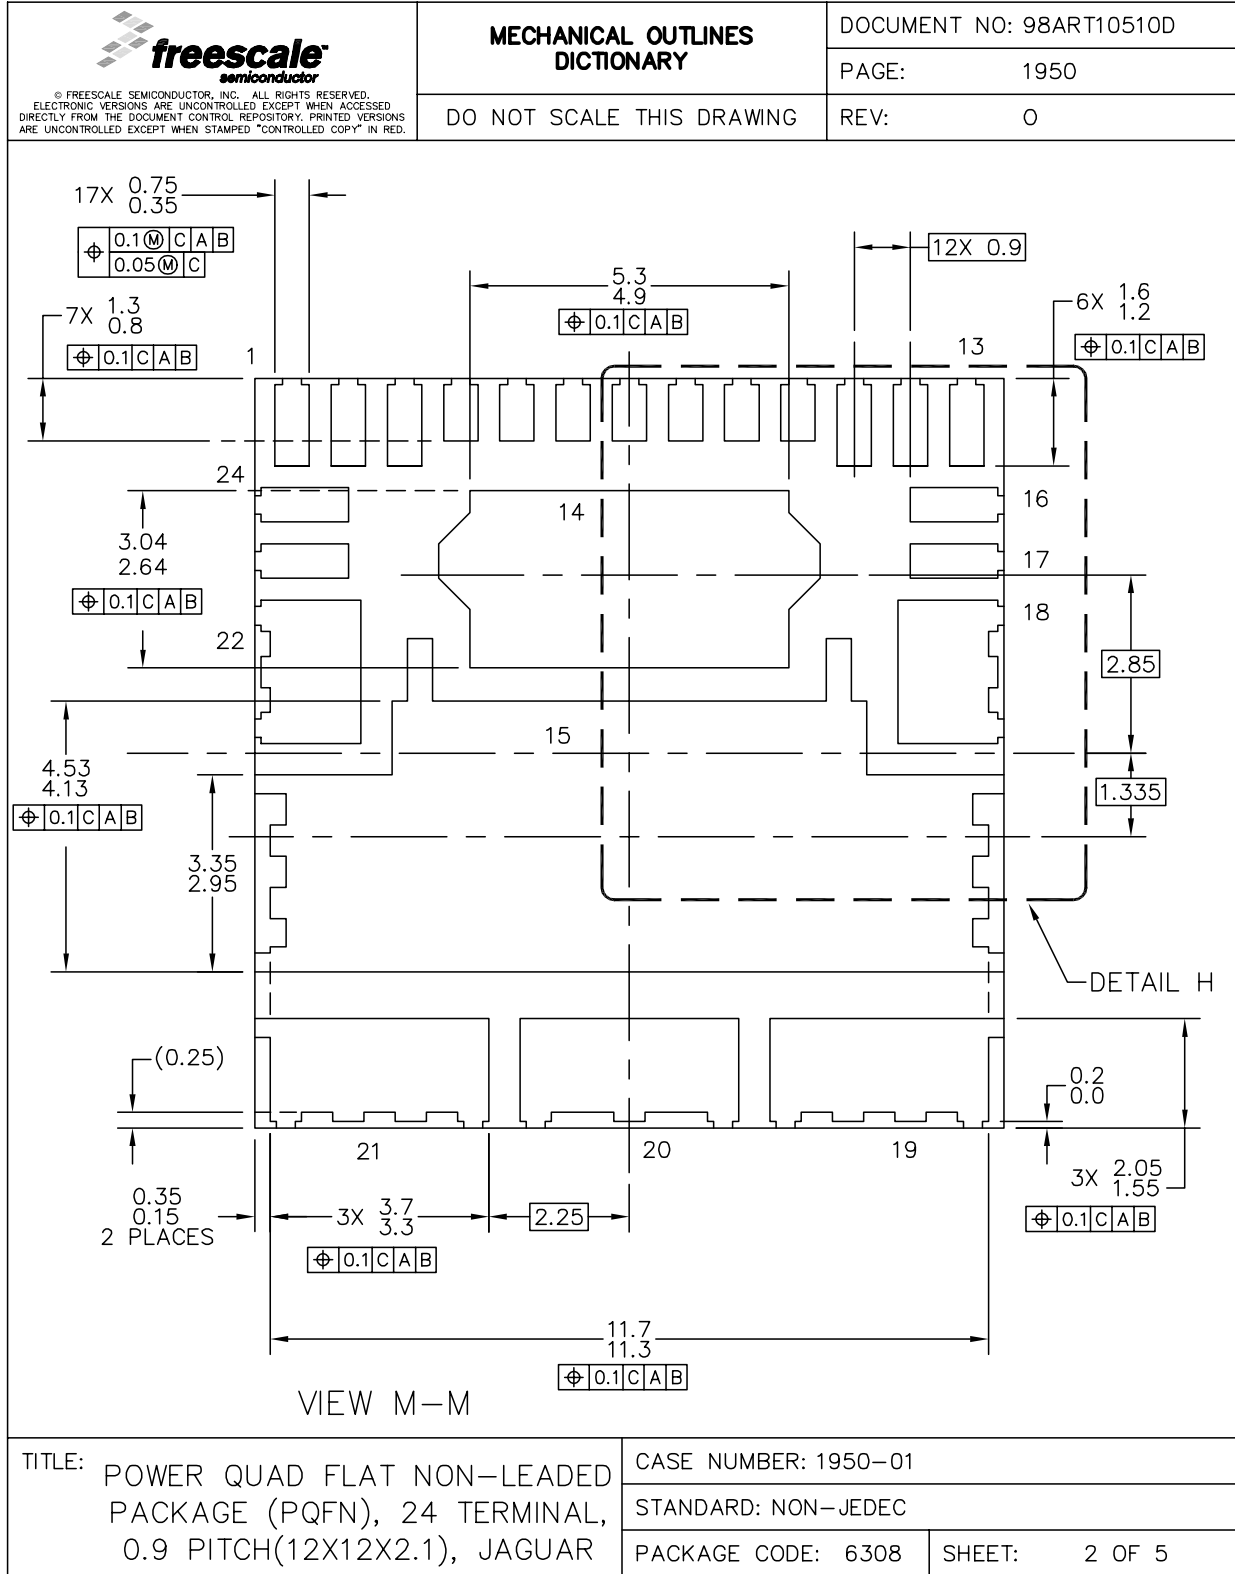 freescale™
semiconductor
© FREESCALE SEMICONDUCTOR, INC. ALL RIGHTS RESERVED.
ELECTRONIC VERSIONS ARE UNCONTROLLED EXCEPT WHEN ACCESSED
DIRECTLY FROM THE DOCUMENT CONTROL REPOSITORY. PRINTED VERSIONS
ARE UNCONTROLLED EXCEPT WHEN STAMPED "CONTROLLED COPY" IN RED.
MECHANICAL OUTLINES
DICTIONARY
DO NOT SCALE THIS DRAWING
DOCUMENT NO: 98ART10510D
PAGE: 1950
REV: O
17X 0.75
0.35
⌖ 0.1Ⓜ C A B
0.05Ⓜ C
12X 0.9
5.3
4.9
⌖ 0.1 C A B
7X 1.3
0.8
⌖ 0.1 C A B
6X 1.6
1.2
⌖ 0.1 C A B
1
13
24
14
16
3.04
2.64
⌖ 0.1 C A B
17
18
22
2.85
15
4.53
4.13
⌖ 0.1 C A B
1.335
3.35
2.95
DETAIL H
(0.25)
0.2
0.0
21
20
19
3X 2.05
1.55
⌖ 0.1 C A B
0.35
0.15
2 PLACES
3X 3.7
3.3
⌖ 0.1 C A B
2.25
11.7
11.3
⌖ 0.1 C A B
VIEW M-M
TITLE: POWER QUAD FLAT NON-LEADED
PACKAGE (PQFN), 24 TERMINAL,
0.9 PITCH(12X12X2.1), JAGUAR
CASE NUMBER: 1950-01
STANDARD: NON-JEDEC
PACKAGE CODE: 6308
SHEET: 2 OF 5